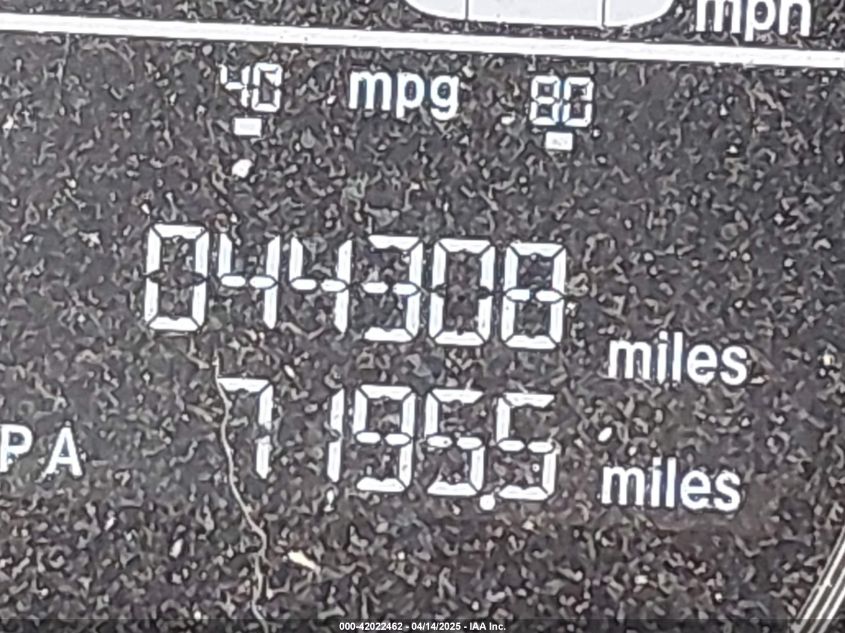 mph
40 mpg 80
044308 miles
PA 7195.5 miles
000-42022462 - 04/14/2025 - IAA Inc.